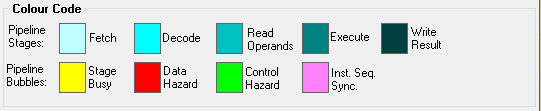 Colour Code
Pipeline Stages: Fetch Decode Read Operands Execute Write Result
Pipeline Bubbles: Stage Busy Data Hazard Control Hazard Inst. Seq. Sync.